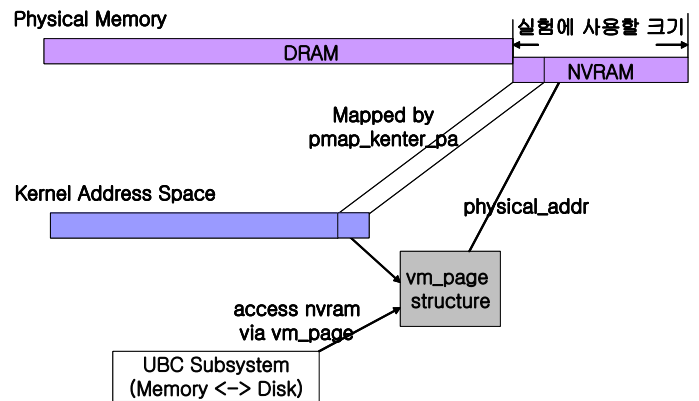 Physical Memory
실험에 사용할 크기
DRAM
NVRAM
Mapped by
pmap_kenter_pa
Kernel Address Space
physical_addr
vm_page
structure
access nvram
via vm_page
UBC Subsystem
(Memory <-> Disk)